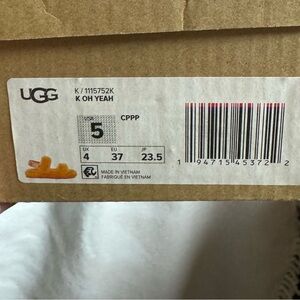 UGG
K / 1115752K
K OH YEAH
USA
5
CPPP
UK EU JP
4 37 23.5
MADE IN VIETNAM
FABRIQUÉ EN VIETNAM
1 94715 45372 2